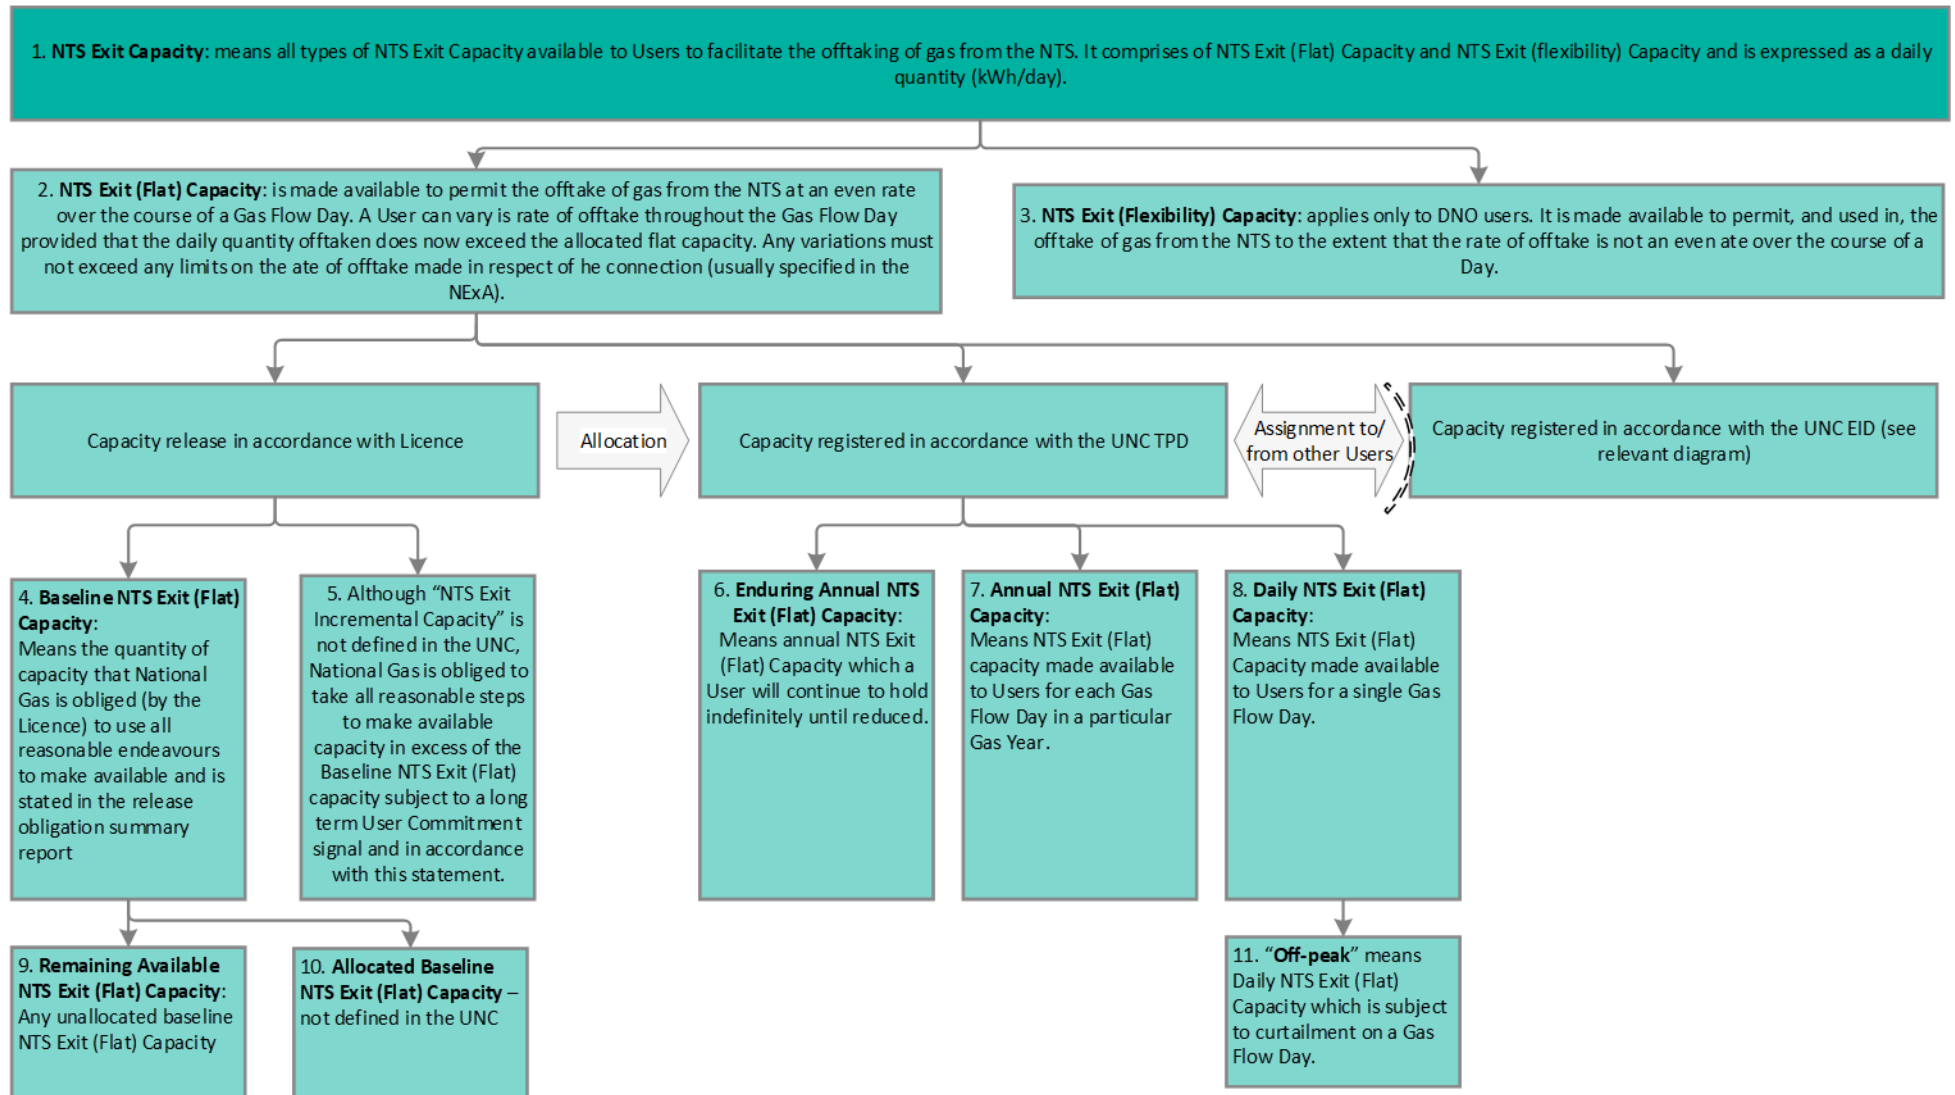 1. NTS Exit Capacity: means all types of NTS Exit Capacity available to Users to facilitate the offtaking of gas from the NTS. It comprises of NTS Exit (Flat) Capacity and NTS Exit (flexibility) Capacity and is expressed as a daily
quantity (kWh/day).
2. NTS Exit (Flat) Capacity: is made available to permit the offtake of gas from the NTS at an even rate
over the course of a Gas Flow Day. A User can vary is rate of offtake throughout the Gas Flow Day
provided that the daily quantity offtaken does now exceed the allocated flat capacity. Any variations must
not exceed any limits on the ate of offtake made in respect of he connection (usually specified in the
NExA).
3. NTS Exit (Flexibility) Capacity: applies only to DNO users. It is made available to permit, and used in, the
offtake of gas from the NTS to the extent that the rate of offtake is not an even ate over the course of a
Day.
Capacity release in accordance with Licence
Allocation
Capacity registered in accordance with the UNC TPD
Assignment to/
from other Users
Capacity registered in accordance with the UNC EID (see
relevant diagram)
4. Baseline NTS Exit (Flat)
Capacity:
Means the quantity of
capacity that National
Gas is obliged (by the
Licence) to use all
reasonable endeavours
to make available and is
stated in the release
obligation summary
report
5. Although “NTS Exit
Incremental Capacity” is
not defined in the UNC,
National Gas is obliged to
take all reasonable steps
to make available
capacity in excess of the
Baseline NTS Exit (Flat)
capacity subject to a long
term User Commitment
signal and in accordance
with this statement.
6. Enduring Annual NTS
Exit (Flat) Capacity:
Means annual NTS Exit
(Flat) Capacity which a
User will continue to hold
indefinitely until reduced.
7. Annual NTS Exit (Flat)
Capacity:
Means NTS Exit (Flat)
capacity made available
to Users for each Gas
Flow Day in a particular
Gas Year.
8. Daily NTS Exit (Flat)
Capacity:
Means NTS Exit (Flat)
Capacity made available
to Users for a single Gas
Flow Day.
9. Remaining Available
NTS Exit (Flat) Capacity:
Any unallocated baseline
NTS Exit (Flat) Capacity
10. Allocated Baseline
NTS Exit (Flat) Capacity –
not defined in the UNC
11. “Off-peak” means
Daily NTS Exit (Flat)
Capacity which is subject
to curtailment on a Gas
Flow Day.